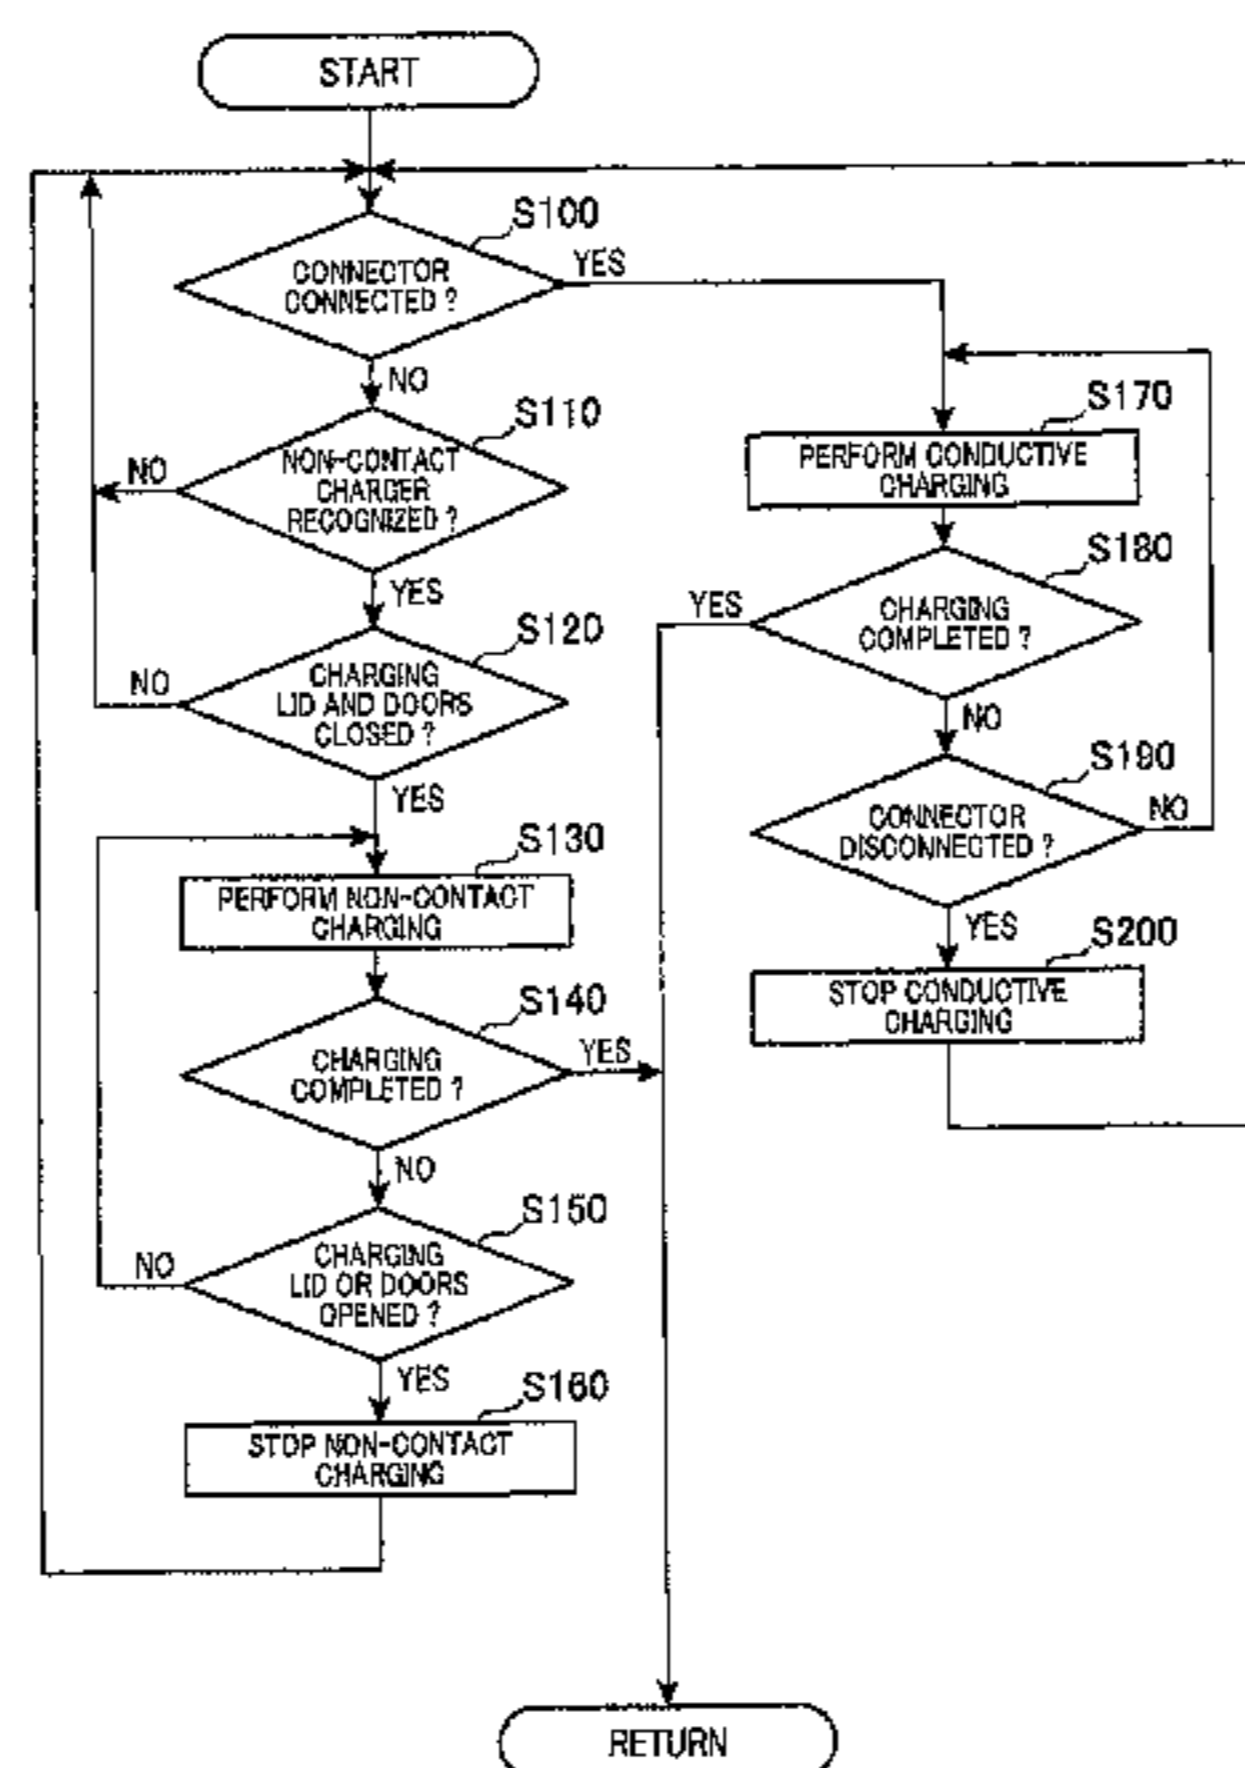 START
S100
CONNECTOR
CONNECTED ?
YES
NO
S110
NON-CONTACT
CHARGER
RECOGNIZED ?
NO
YES
S120
CHARGING
LID AND DOORS
CLOSED ?
NO
YES
S130
PERFORM NON-CONTACT
CHARGING
S140
CHARGING
COMPLETED ?
YES
NO
S150
CHARGING
LID OR DOORS
OPENED ?
NO
YES
S160
STOP NON-CONTACT
CHARGING
S170
PERFORM CONDUCTIVE
CHARGING
S180
CHARGING
COMPLETED ?
YES
NO
S190
CONNECTOR
DISCONNECTED ?
NO
YES
S200
STOP CONDUCTIVE
CHARGING
RETURN